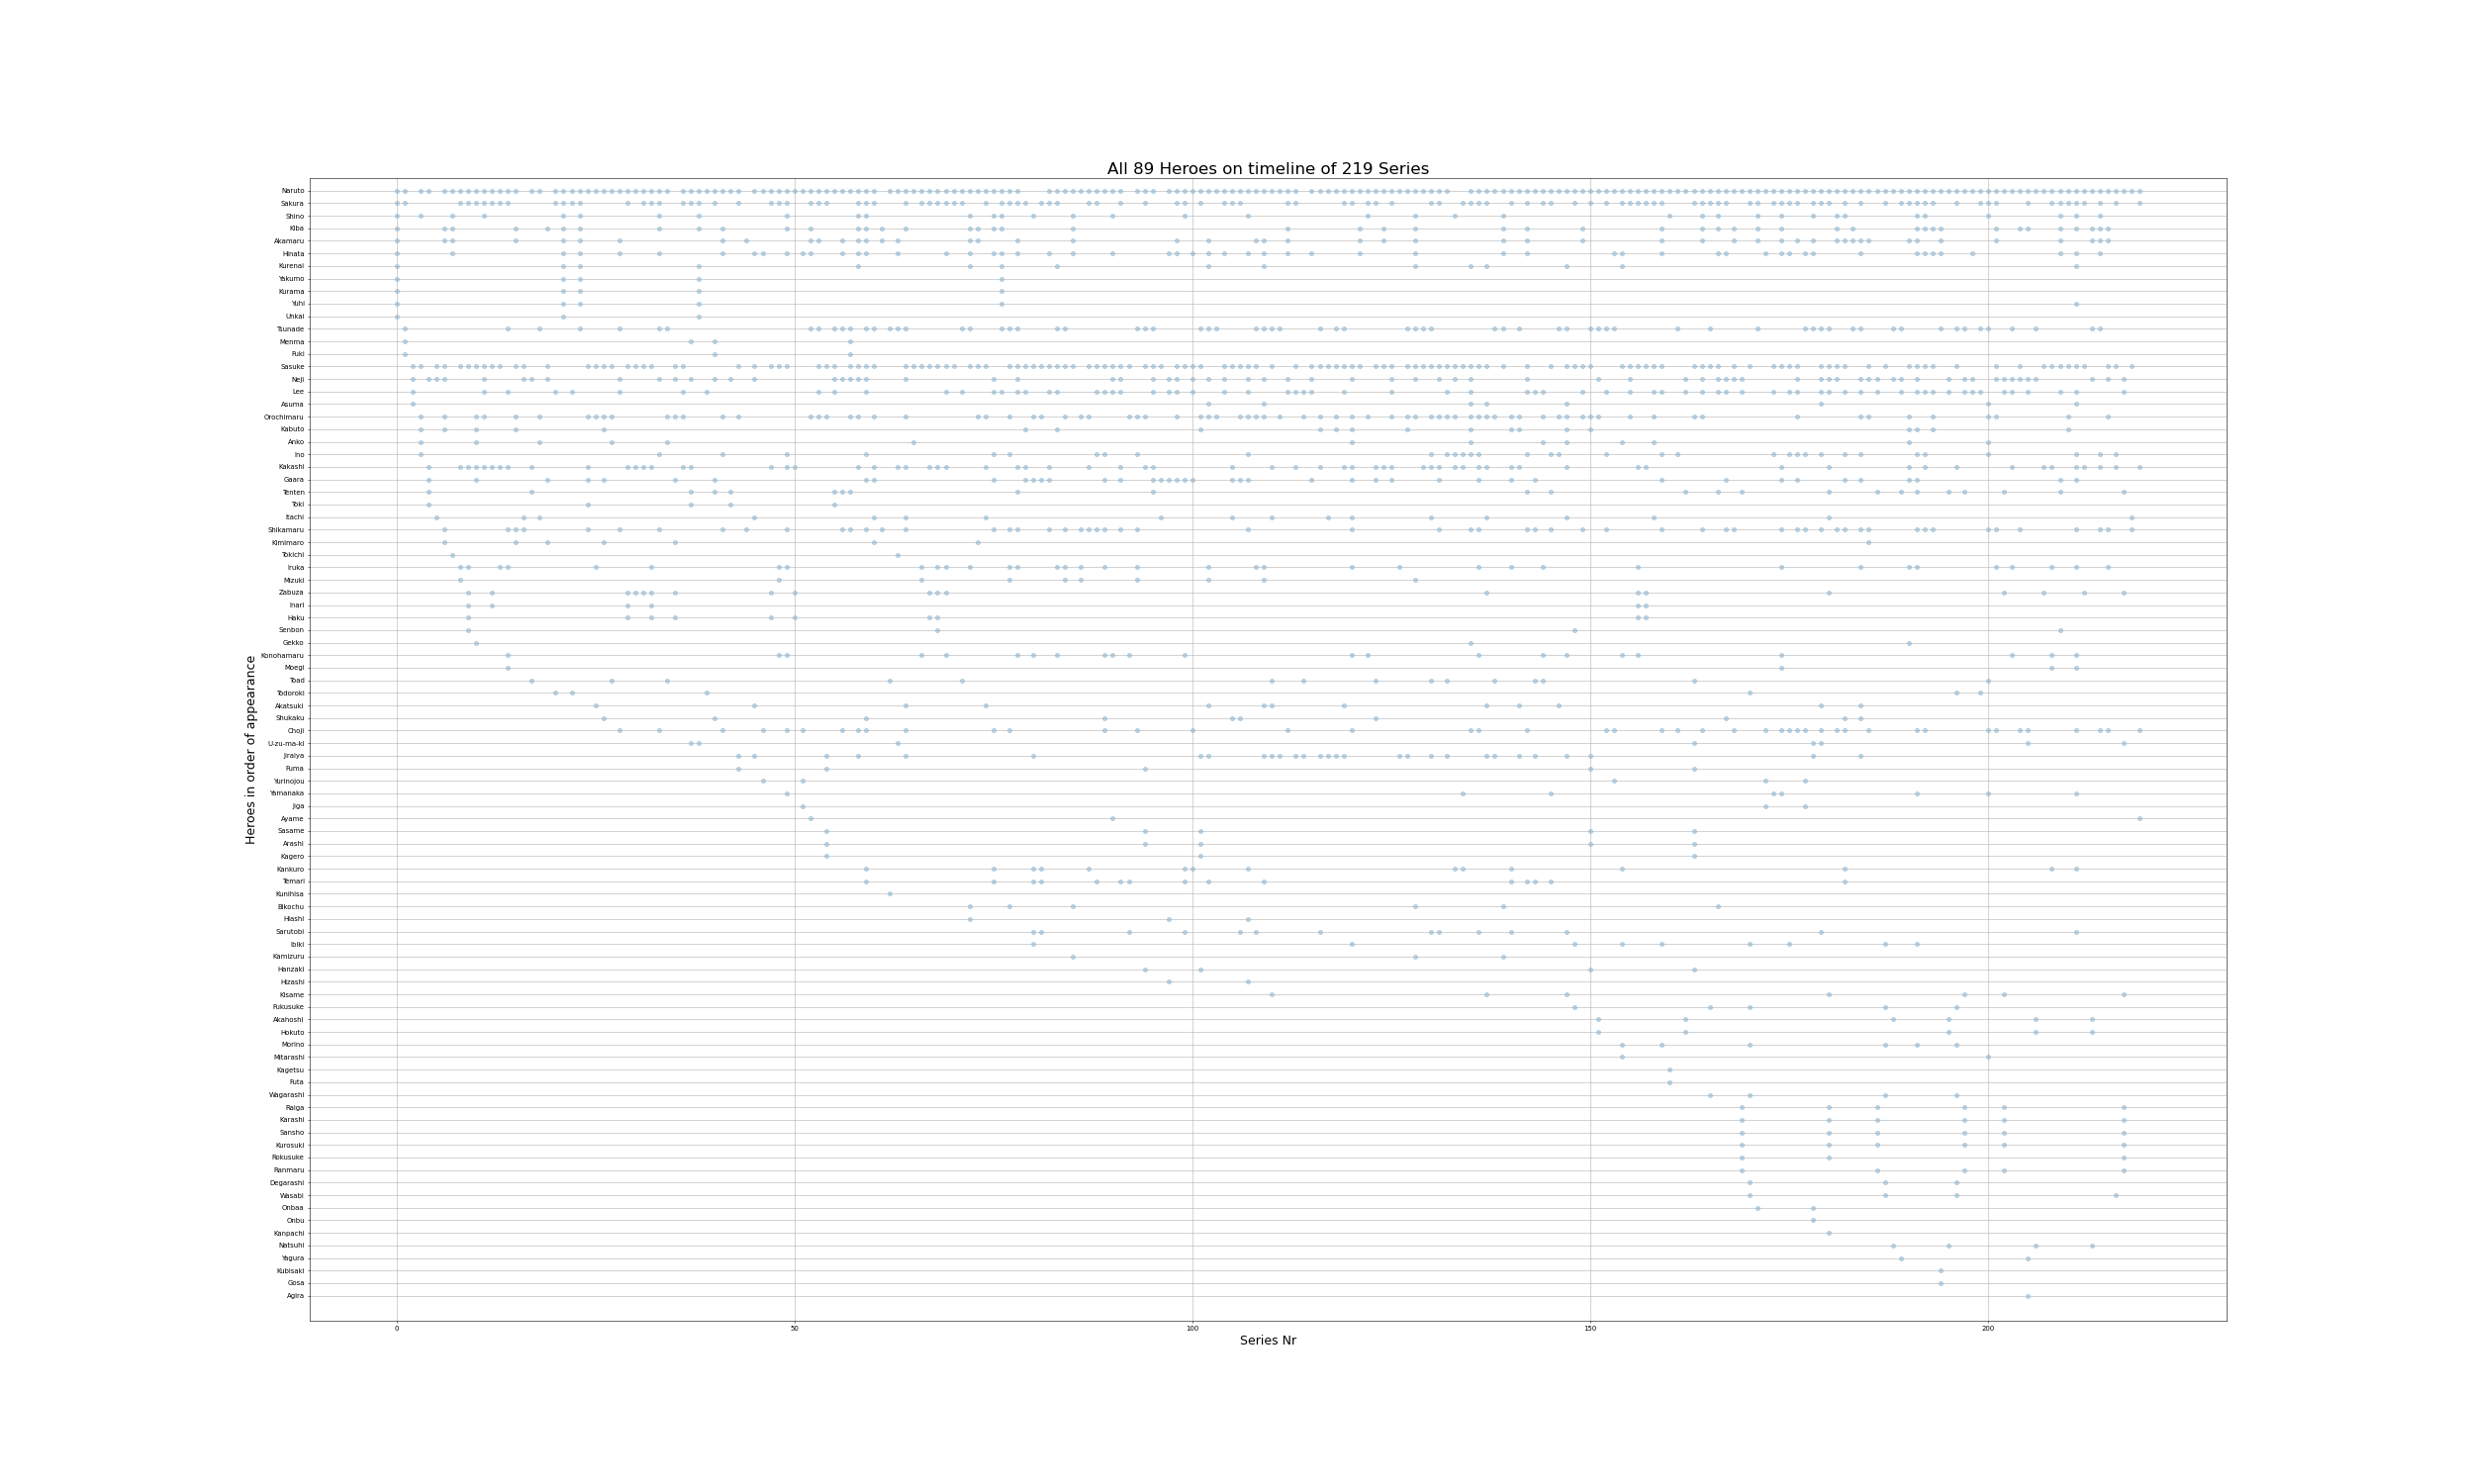 All 89 Heroes on timeline of 219 Series
Naruto
Sakura
Shino
Kiba
Akamaru
Hinata
Kurenai
Yakumo
Kurama
Yuhi
Unkai
Tsunade
Menma
Fuki
Sasuke
Neji
Lee
Asuma
Orochimaru
Kabuto
Anko
Ino
Kakashi
Gaara
Tenten
Toki
Itachi
Shikamaru
Kimimaro
Tokichi
Iruka
Mizuki
Zabuza
Inari
Haku
Senbon
Gekko
Konohamaru
Moegi
Toad
Todoroki
Akatsuki
Shukaku
Choji
U-zu-ma-ki
Jiraiya
Fuma
Yurinojou
Yamanaka
Jiga
Ayame
Sasame
Arashi
Kagero
Kankuro
Temari
Kunihisa
Bikochu
Hiashi
Sarutobi
Ibiki
Kamizuru
Hanzaki
Hizashi
Kisame
Fukusuke
Akahoshi
Hokuto
Morino
Mitarashi
Kagetsu
Futa
Wagarashi
Raiga
Karashi
Sansho
Kurosuki
Rokusuke
Ranmaru
Degarashi
Wasabi
Onbaa
Onbu
Kanpachi
Natsuhi
Yagura
Kubisaki
Gosa
Agira
Heroes in order of appearance
0 50 100 150 200
Series Nr